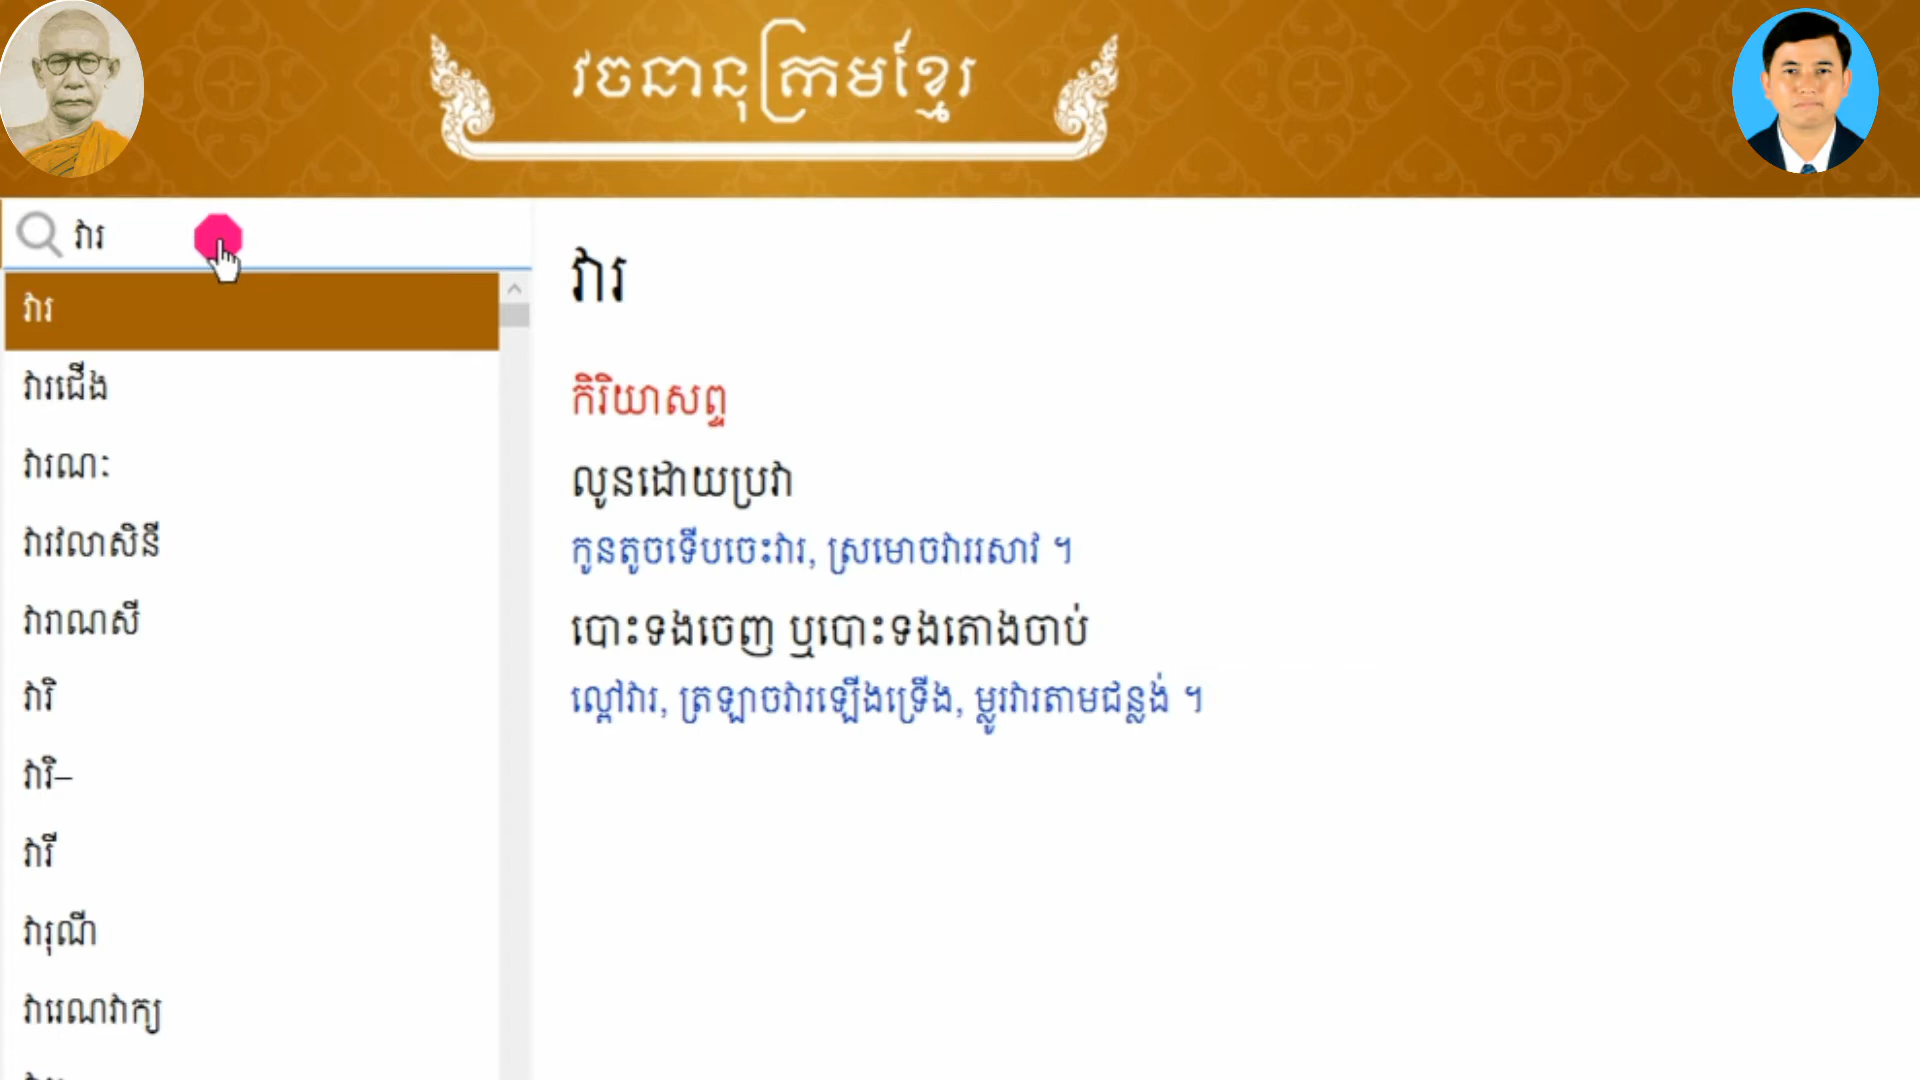 វចនានុក្រមខ្មែរ
វារ
វារ
វារជើង
វារណៈ
វារវលាសិនី
វារាណសី
វារិ
វារិ–
វារី
វារុណី
វារេណវាក្យ
វារ
កិរិយាសព្ទ
លូនដោយប្រវា
កូនតូចទើបចេះវារ, ស្រមោចវាររសាវ ។
បោះទងចេញ ឬបោះទងតោងចាប់
ល្ពៅវារ, ត្រឡាចវារឡើងទ្រើង, ម្លូរវារតាមជន្លង់ ។